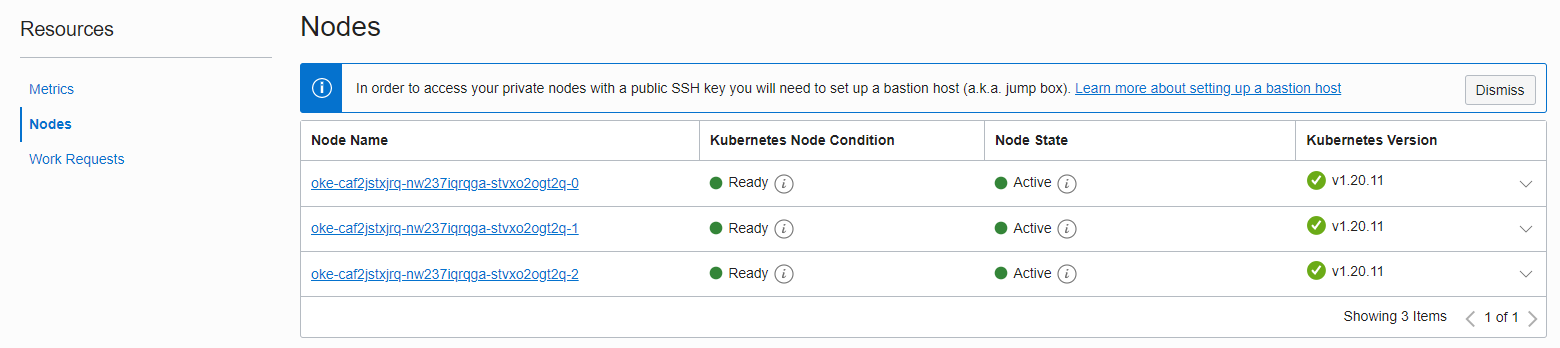 Resources
Metrics
Nodes
Work Requests
Nodes
In order to access your private nodes with a public SSH key you will need to set up a bastion host (a.k.a. jump box). Learn more about setting up a bastion host
Dismiss
Node Name Kubernetes Node Condition Node State Kubernetes Version
oke-caf2jstxjrq-nw237iqrqga-stvxo2ogt2q-0 Ready i Active i v1.20.11
oke-caf2jstxjrq-nw237iqrqga-stvxo2ogt2q-1 Ready i Active i v1.20.11
oke-caf2jstxjrq-nw237iqrqga-stvxo2ogt2q-2 Ready i Active i v1.20.11
Showing 3 Items 1 of 1